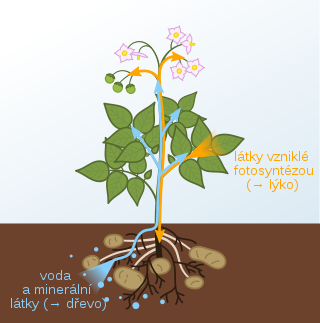 látky vzniklé
fotosyntézou
(→ lýko)
voda
a minerální
látky (→ dřevo)